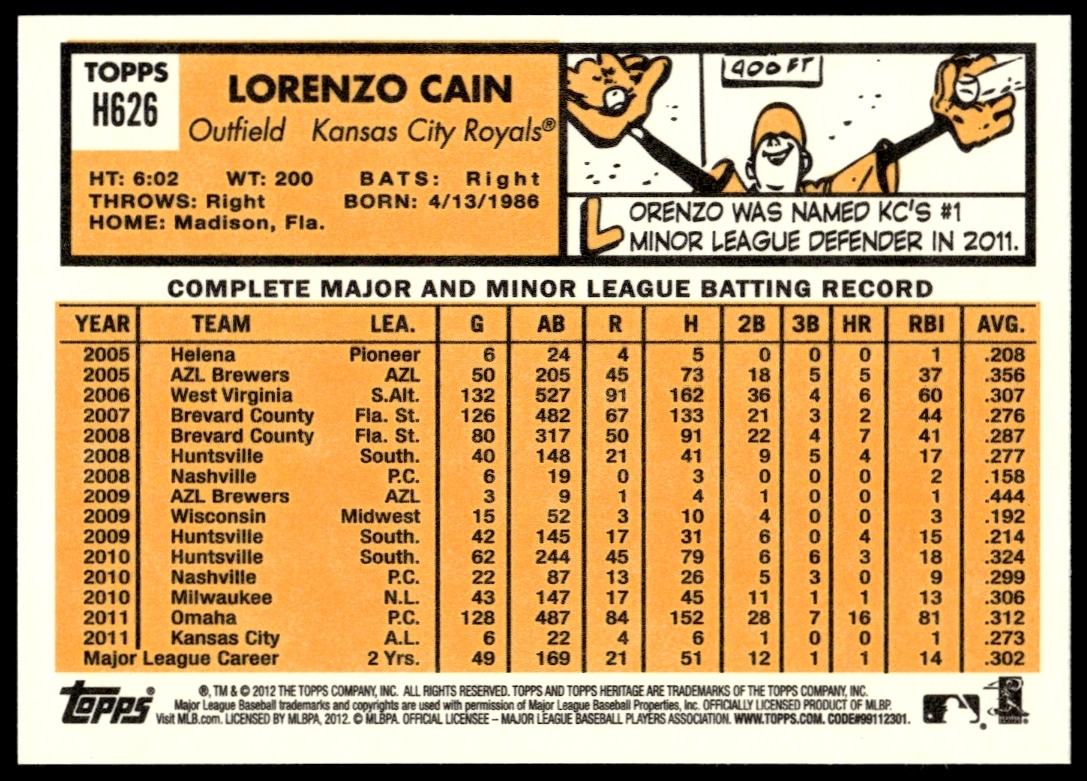 TOPPS
H626
LORENZO CAIN
Outfield Kansas City Royals®
HT: 6:02 WT: 200 BATS: Right
THROWS: Right BORN: 4/13/1986
HOME: Madison, Fla.
400 FT
LORENZO WAS NAMED KC'S #1
MINOR LEAGUE DEFENDER IN 2011.
COMPLETE MAJOR AND MINOR LEAGUE BATTING RECORD
YEAR TEAM LEA. G AB R H 2B 3B HR RBI AVG.
2005 Helena Pioneer 6 24 4 5 0 0 0 1 .208
2005 AZL Brewers AZL 50 205 45 73 18 5 5 37 .356
2006 West Virginia S.Alt. 132 527 91 162 36 4 6 60 .307
2007 Brevard County Fla. St. 126 482 67 133 21 3 2 44 .276
2008 Brevard County Fla. St. 80 317 50 91 22 4 7 41 .287
2008 Huntsville South. 40 148 21 41 9 5 4 17 .277
2008 Nashville P.C. 6 19 0 3 0 0 0 2 .158
2009 AZL Brewers AZL 3 9 1 4 1 0 0 1 .444
2009 Wisconsin Midwest 15 52 3 10 4 0 0 3 .192
2009 Huntsville South. 42 145 17 31 6 0 4 15 .214
2010 Huntsville South. 62 244 45 79 6 6 3 18 .324
2010 Nashville P.C. 22 87 13 26 5 3 0 9 .299
2010 Milwaukee N.L. 43 147 17 45 11 1 1 13 .306
2011 Omaha P.C. 128 487 84 152 28 7 16 81 .312
2011 Kansas City A.L. 6 22 4 6 1 0 0 1 .273
Major League Career 2 Yrs. 49 169 21 51 12 1 1 14 .302
topps®
®, TM & © 2012 THE TOPPS COMPANY, INC. ALL RIGHTS RESERVED. TOPPS AND TOPPS HERITAGE ARE TRADEMARKS OF THE TOPPS COMPANY, INC.
Major League Baseball trademarks and copyrights are used with permission of Major League Baseball Properties, Inc. OFFICIALLY LICENSED PRODUCT OF MLBP.
Visit MLB.com. LICENSED BY MLBPA, 2012. © MLBPA. OFFICIAL LICENSEE – MAJOR LEAGUE BASEBALL PLAYERS ASSOCIATION. WWW.TOPPS.COM. CODE#99112301.